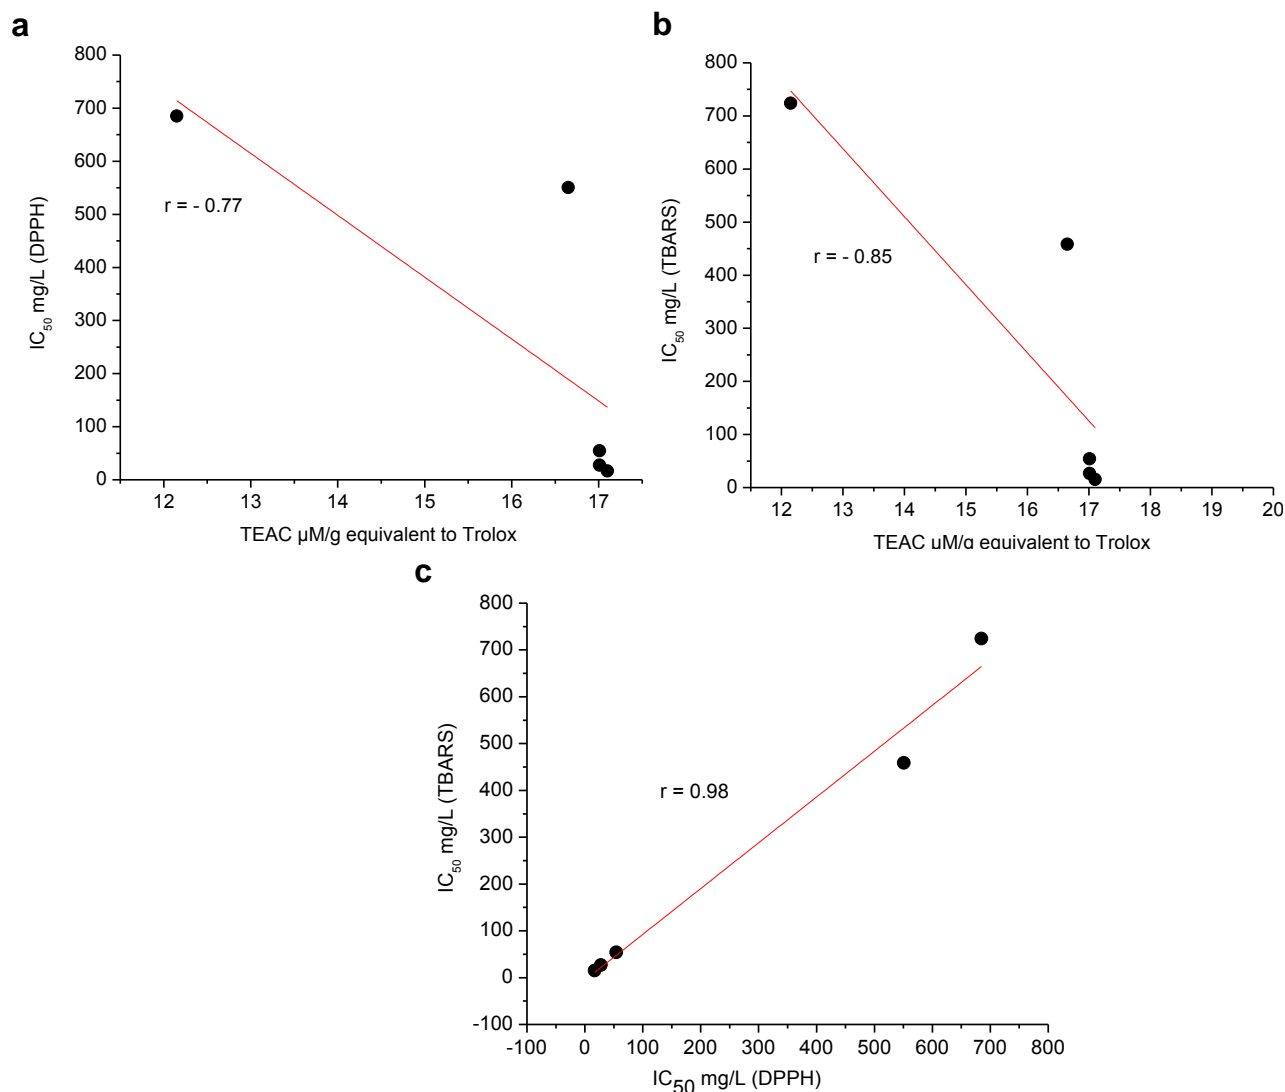 a
800
700
600
500
400
300
200
100
0
IC50 mg/L (DPPH)
r = - 0.77
12 13 14 15 16 17
TEAC µM/g equivalent to Trolox
b
800
700
600
500
400
300
200
100
0
IC50 mg/L (TBARS)
r = - 0.85
12 13 14 15 16 17 18 19 20
TEAC µM/g equivalent to Trolox
c
800
700
600
500
400
300
200
100
0
-100
IC50 mg/L (TBARS)
r = 0.98
-100 0 100 200 300 400 500 600 700 800
IC50 mg/L (DPPH)